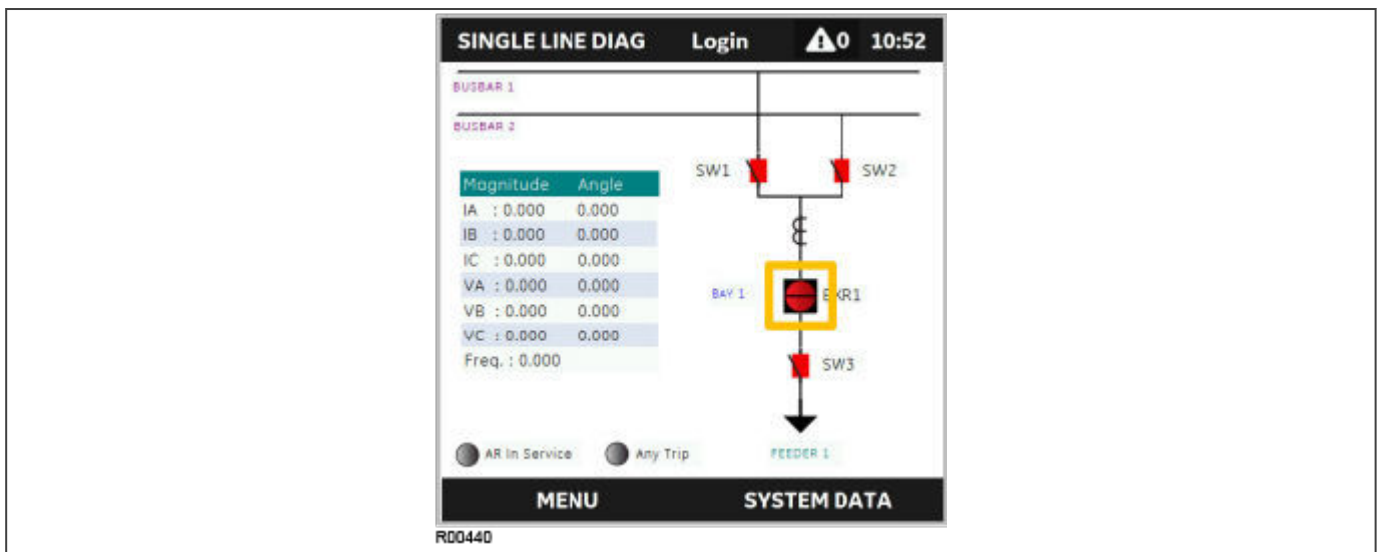 SINGLE LINE DIAG Login 0 10:52
BUSBAR 1
BUSBAR 2
SW1 SW2
Magnitude Angle
IA : 0.000 0.000
IB : 0.000 0.000
IC : 0.000 0.000
VA : 0.000 0.000
VB : 0.000 0.000
VC : 0.000 0.000
Freq. : 0.000
BAY 1
SW3
AR In Service Any Trip FEEDER 1
MENU SYSTEM DATA
R00440